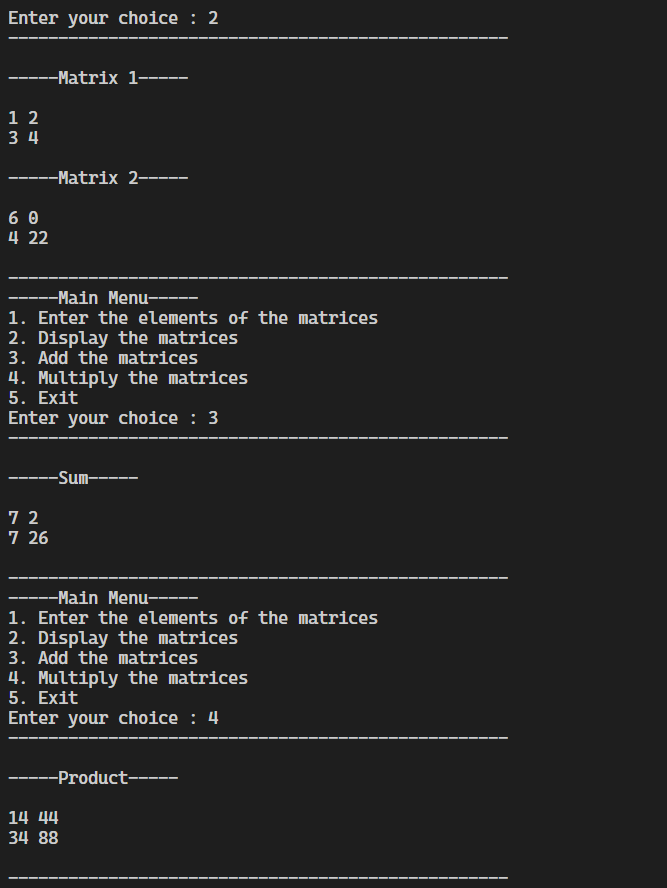 Enter your choice : 2
--------------------------------------------------
-----Matrix 1-----
1 2
3 4
-----Matrix 2-----
6 0
4 22
--------------------------------------------------
-----Main Menu-----
1. Enter the elements of the matrices
2. Display the matrices
3. Add the matrices
4. Multiply the matrices
5. Exit
Enter your choice : 3
--------------------------------------------------
-----Sum-----
7 2
7 26
--------------------------------------------------
-----Main Menu-----
1. Enter the elements of the matrices
2. Display the matrices
3. Add the matrices
4. Multiply the matrices
5. Exit
Enter your choice : 4
--------------------------------------------------
-----Product-----
14 44
34 88
--------------------------------------------------